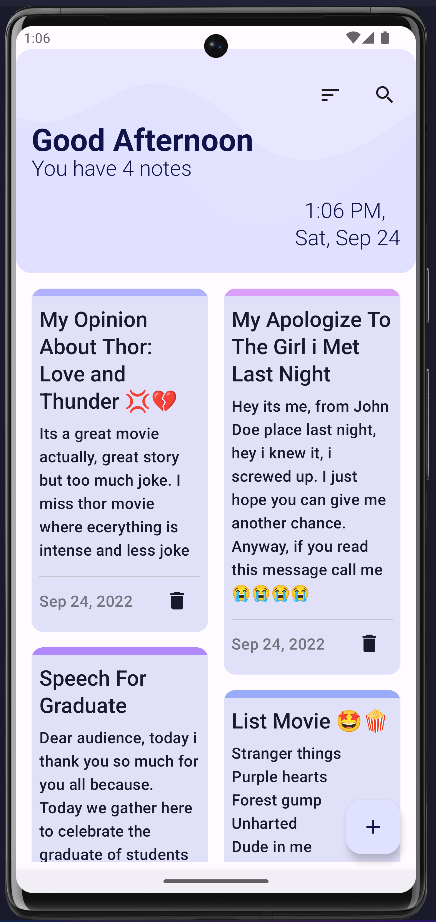 1:06
Good Afternoon
You have 4 notes
1:06 PM,
Sat, Sep 24
My Opinion
About Thor:
Love and
Thunder 💢💔
Its a great movie
actually, great story
but too much joke. I
miss thor movie
where ecerything is
intense and less joke
Sep 24, 2022
My Apologize To
The Girl i Met
Last Night
Hey its me, from John
Doe place last night,
hey i knew it, i
screwed up. I just
hope you can give me
another chance.
Anyway, if you read
this message call me
😭😭😭😭
Sep 24, 2022
Speech For
Graduate
Dear audience, today i
thank you so much for
you all because.
Today we gather here
to celebrate the
graduate of students
List Movie 🤩🍿
Stranger things
Purple hearts
Forest gump
Unharted
Dude in me
+